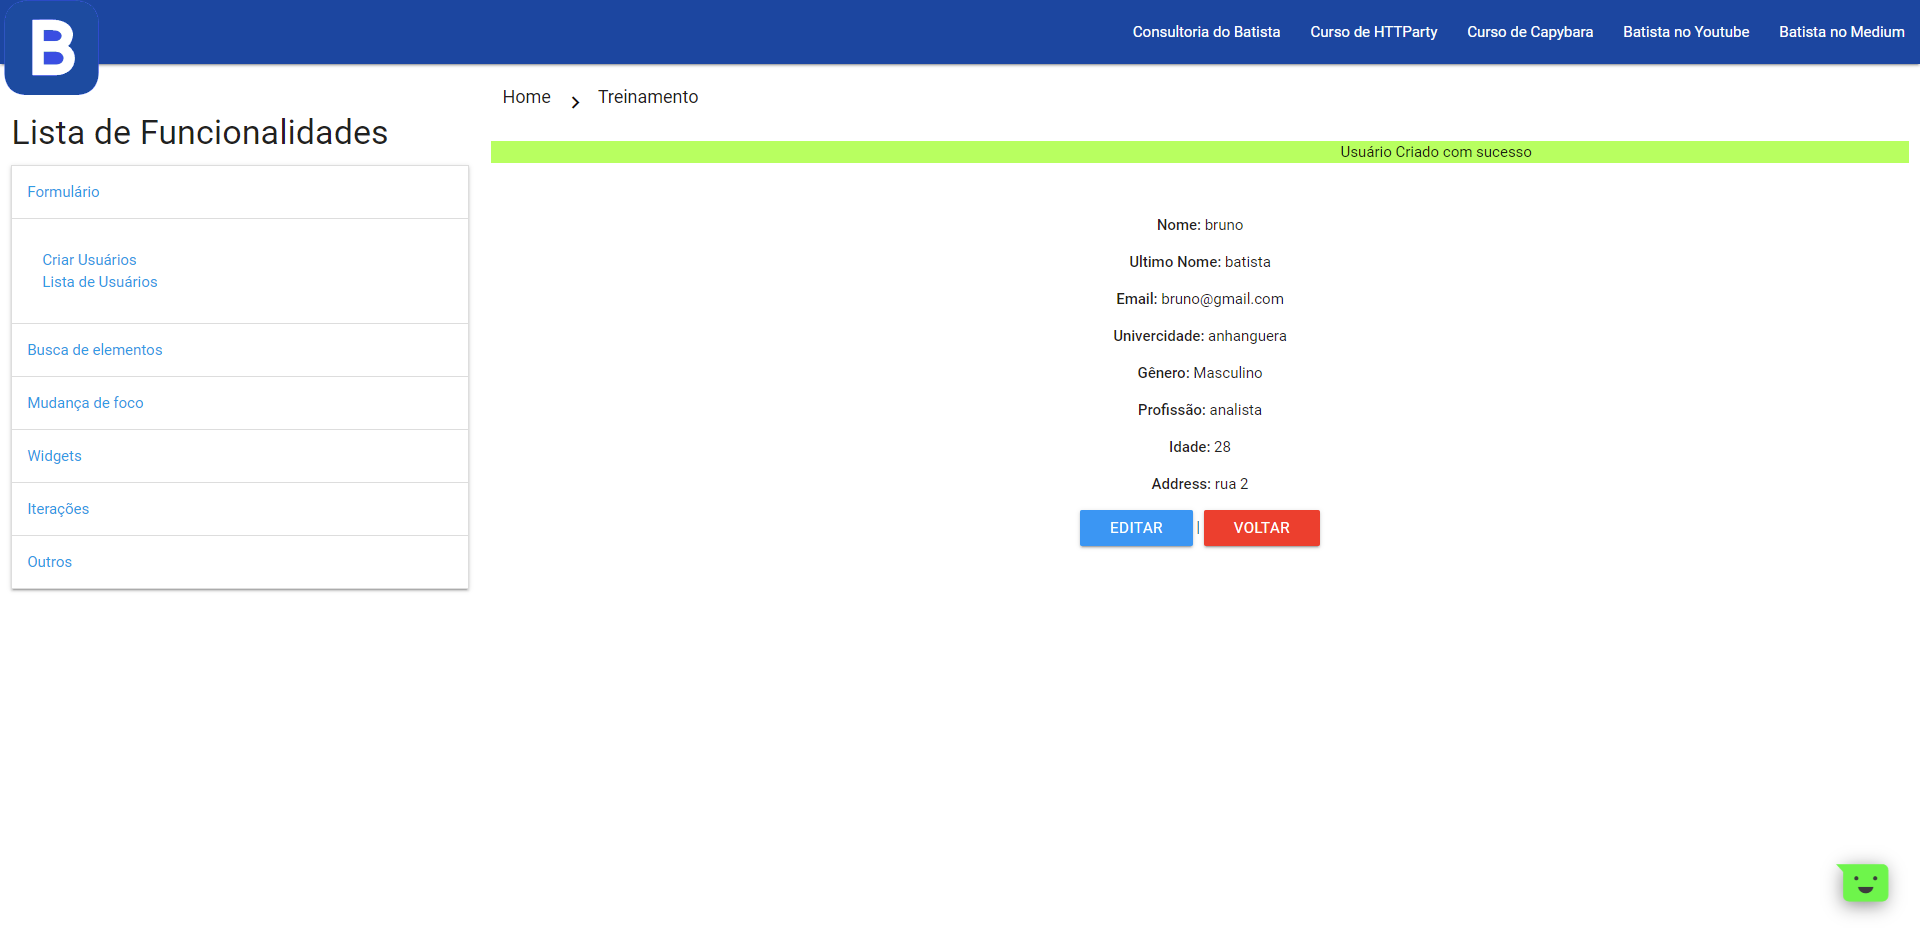 B
Consultoria do Batista Curso de HTTParty Curso de Capybara Batista no Youtube Batista no Medium
Home Treinamento
Lista de Funcionalidades
Formulário
Criar Usuários
Lista de Usuários
Busca de elementos
Mudança de foco
Widgets
Iterações
Outros
Usuário Criado com sucesso
Nome: bruno
Ultimo Nome: batista
Email: bruno@gmail.com
Univercidade: anhanguera
Gênero: Masculino
Profissão: analista
Idade: 28
Address: rua 2
EDITAR | VOLTAR